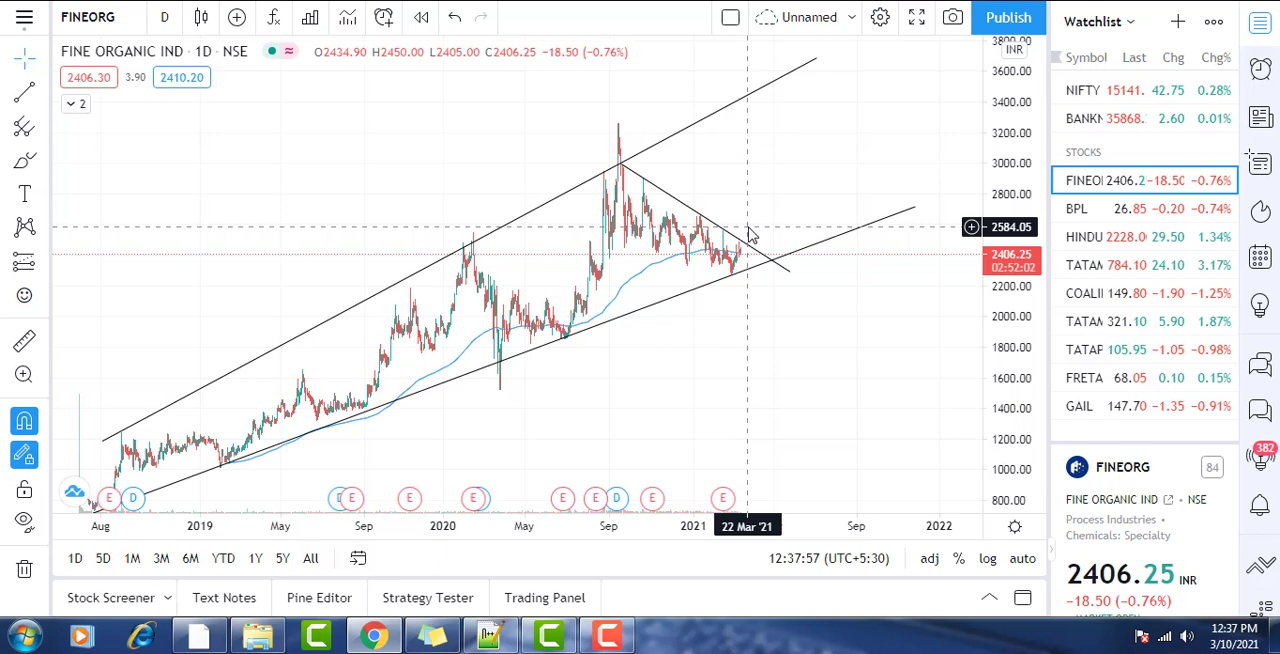 FINEORG D Unnamed Publish Watchlist
FINE ORGANIC IND · 1D · NSE O2434.90 H2450.00 L2405.00 C2406.25 −18.50 (−0.76%)
2406.30 3.90 2410.20
2
3800.00
INR
3600.00
3400.00
3200.00
3000.00
2800.00
2584.05
2406.25
02:52:02
2200.00
2000.00
1800.00
1600.00
1400.00
1200.00
1000.00
800.00
E D D E E E E E D E E
Aug 2019 May Sep 2020 May Sep 2021 22 Mar '21 Sep 2022
1D 5D 1M 3M 6M YTD 1Y 5Y All 12:37:57 (UTC+5:30) adj % log auto
Stock Screener Text Notes Pine Editor Strategy Tester Trading Panel
Symbol Last Chg Chg%
NIFTY 15141. 42.75 0.28%
BANKN 35868. 2.60 0.01%
STOCKS
FINEO 2406.2 −18.50 −0.76%
BPL 26.85 −0.20 −0.74%
HINDU 2228.0 29.50 1.34%
TATAM 784.10 24.10 3.17%
COALI 149.80 −1.90 −1.25%
TATAM 321.10 5.90 1.87%
TATAP 105.95 −1.05 −0.98%
FRETA 68.05 0.10 0.15%
GAIL 147.70 −1.35 −0.91%
382
FINEORG 84
FINE ORGANIC IND NSE
Process Industries •
Chemicals: Specialty
2406.25 INR
−18.50 (−0.76%)
MARKET OPEN
12:37 PM
3/10/2021